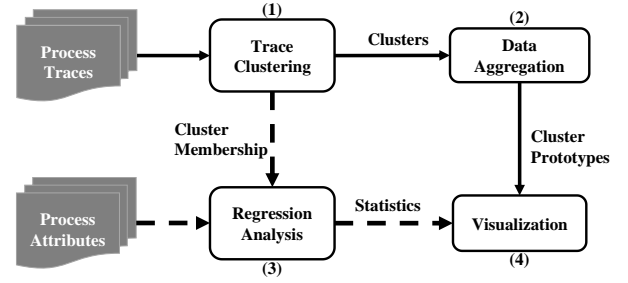 (1)
(2)
Process
Traces
Trace
Clustering
Clusters
Data
Aggregation
Cluster
Membership
Cluster
Prototypes
Process
Attributes
Regression
Analysis
Statistics
Visualization
(3)
(4)